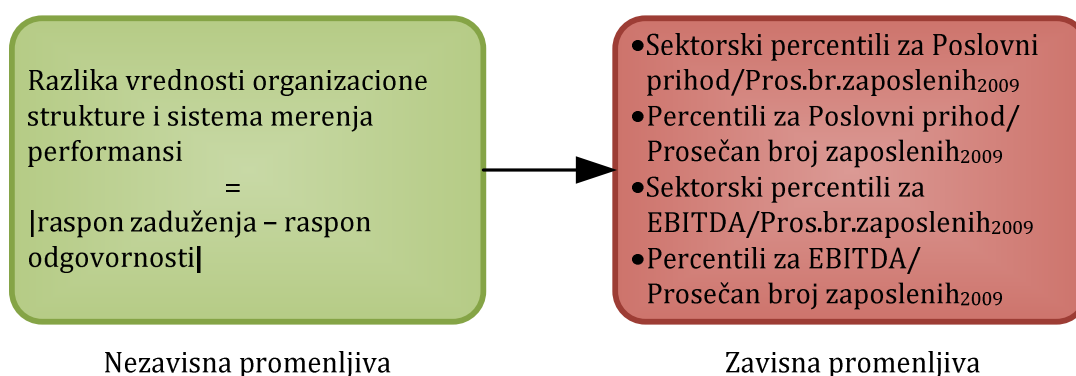 Razlika vrednosti organizacione
strukture i sistema merenja
performansi
=
|raspon zaduženja – raspon
odgovornosti|
Nezavisna promenljiva
•Sektorski percentili za Poslovni
prihod/Pros.br.zaposlenih2009
•Percentili za Poslovni prihod/
Prosečan broj zaposlenih2009
•Sektorski percentili za
EBITDA/Pros.br.zaposlenih2009
•Percentili za EBITDA/
Prosečan broj zaposlenih2009
Zavisna promenljiva